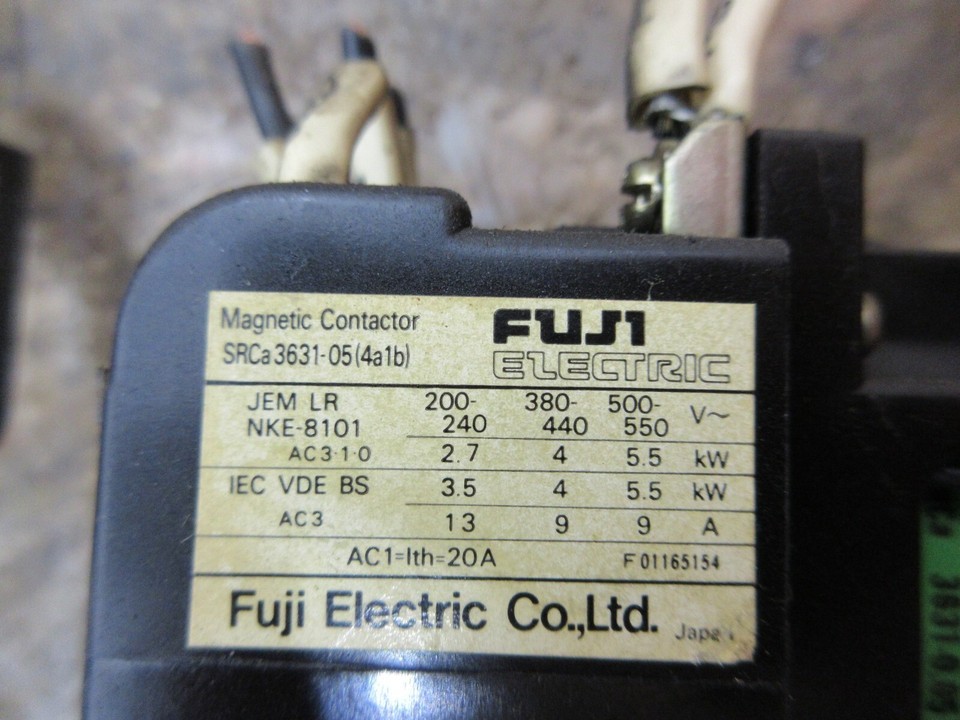 Magnetic Contactor
SRCa 3631-05(4a1b)
FUJI
ELECTRIC
JEM LR
NKE-8101
200-
240
380-
440
500-
550
V~
AC3·1·0 2.7 4 5.5 kW
IEC VDE BS 3.5 4 5.5 kW
AC3 13 9 9 A
AC1=Ith=20A F 01165154
Fuji Electric Co.,Ltd.